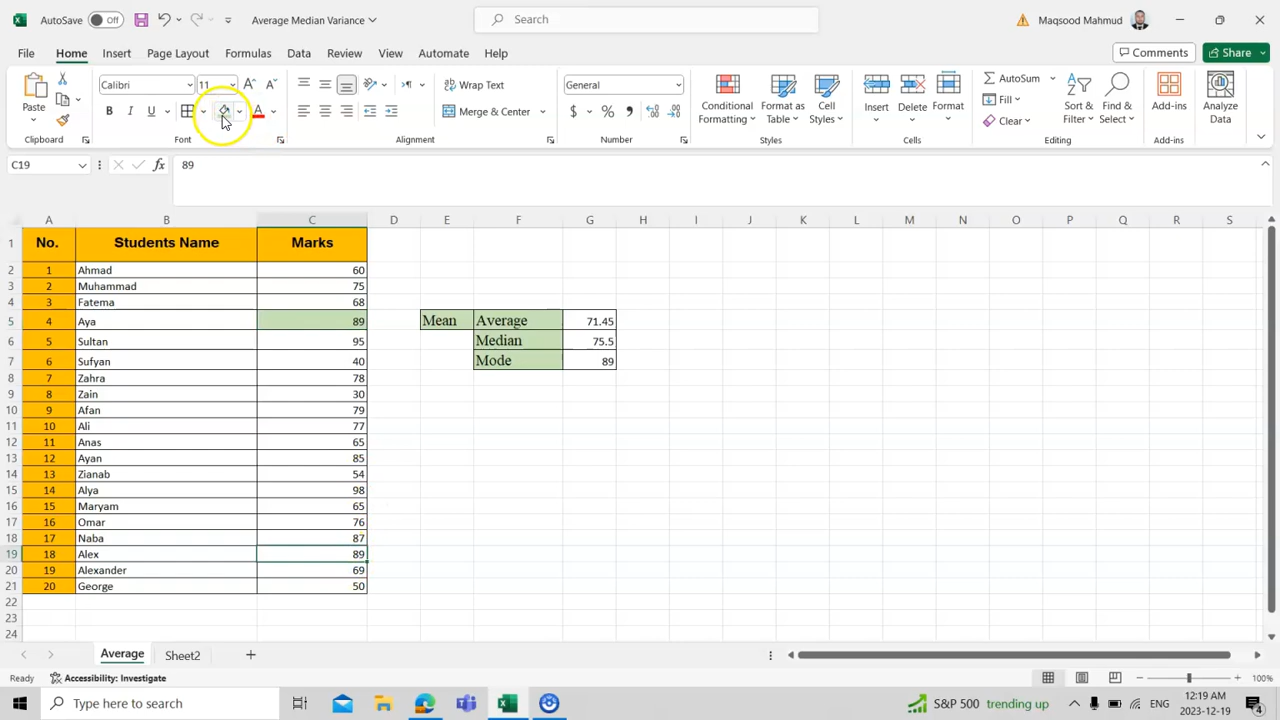 AutoSave Off Average Median Variance Search Maqsood Mahmud
File Home Insert Page Layout Formulas Data Review View Automate Help Comments Share
Paste
Calibri 11
B I U A
Wrap Text
Merge & Center
General
$ % ,
Conditional Formatting
Format as Table
Cell Styles
Insert Delete Format
AutoSum
Fill
Clear
Sort & Filter
Find & Select
Add-ins
Analyze Data
Clipboard Font Alignment Number Styles Cells Editing Add-ins
C19 fx 89
A B C D E F G H I J K L M N O P Q R S
1 No. Students Name Marks
2 1 Ahmad 60
3 2 Muhammad 75
4 3 Fatema 68
5 4 Aya 89 Mean Average 71.45
6 5 Sultan 95 Median 75.5
7 6 Sufyan 40 Mode 89
8 7 Zahra 78
9 8 Zain 30
10 9 Afan 79
11 10 Ali 77
12 11 Anas 65
13 12 Ayan 85
14 13 Zianab 54
15 14 Alya 98
16 15 Maryam 65
17 16 Omar 76
18 17 Naba 87
19 18 Alex 89
20 19 Alexander 69
21 20 George 50
22
23
24
Average Sheet2
Ready Accessibility: Investigate 100%
Type here to search S&P 500 trending up ENG 12:19 AM
2023-12-19
4